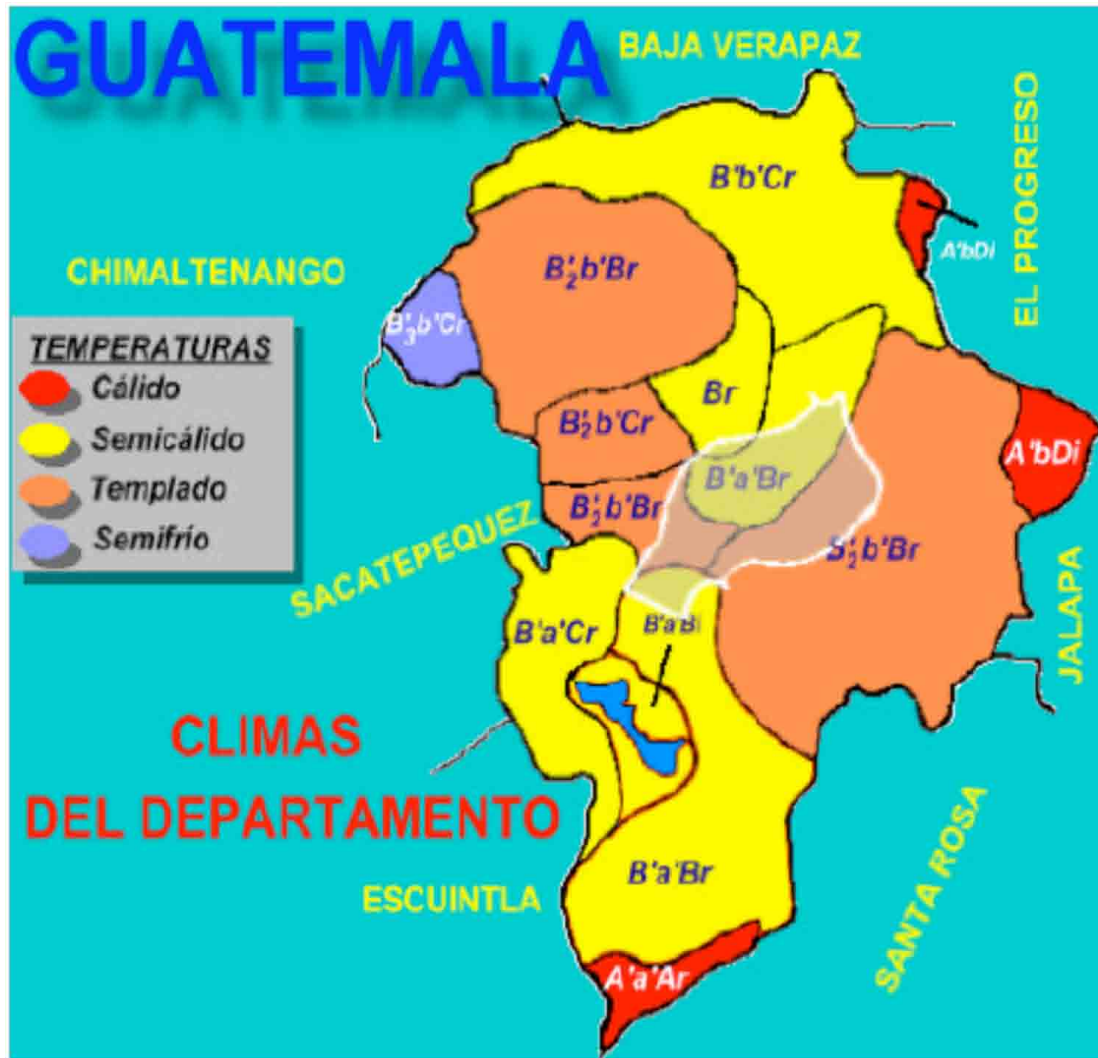 GUATEMALA
BAJA VERAPAZ
EL PROGRESO
B'b'Cr
A'bDi
CHIMALTENANGO
B'2b'Br
B'3b'Cr
TEMPERATURAS
Cálido
Semicálido
Templado
Semifrío
Br
B'2b'Cr
A'bDi
B'a'Br
B'2b'Br
SACATEPEQUEZ
B'2b'Br
JALAPA
B'a'Cr
B'a'Bi
CLIMAS
DEL DEPARTAMENTO
SANTA ROSA
ESCUINTLA
B'a'Br
A'a'Ar